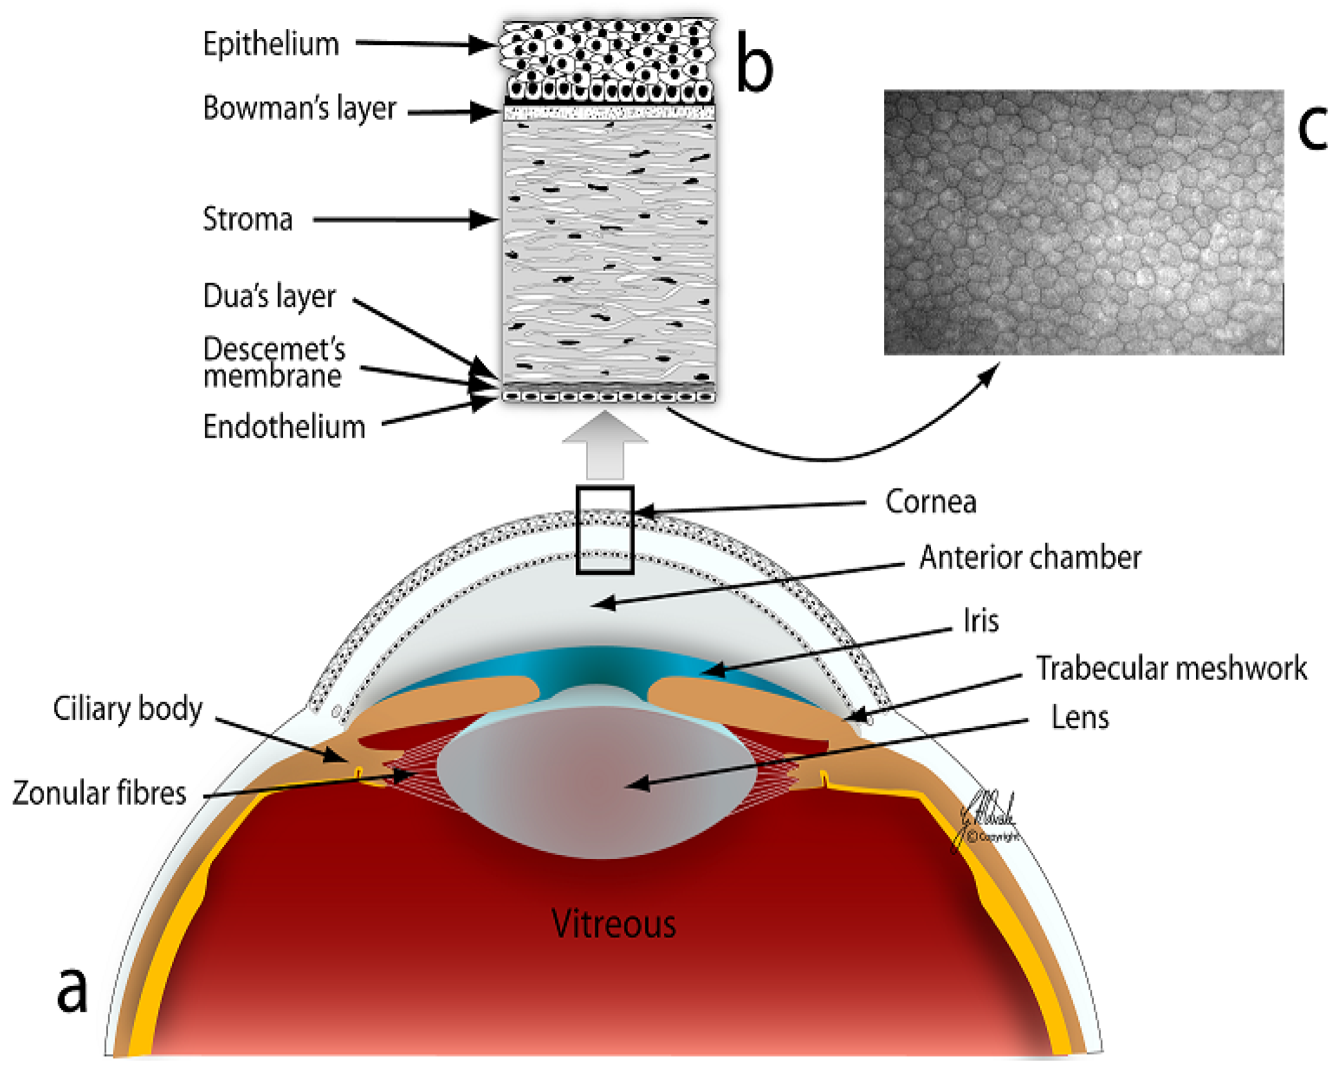 Epithelium
b
Bowman's layer
c
Stroma
Dua's layer
Descemet's
membrane
Endothelium
Cornea
Anterior chamber
Iris
Trabecular meshwork
Ciliary body
Lens
Zonular fibres
© Copyright
Vitreous
a